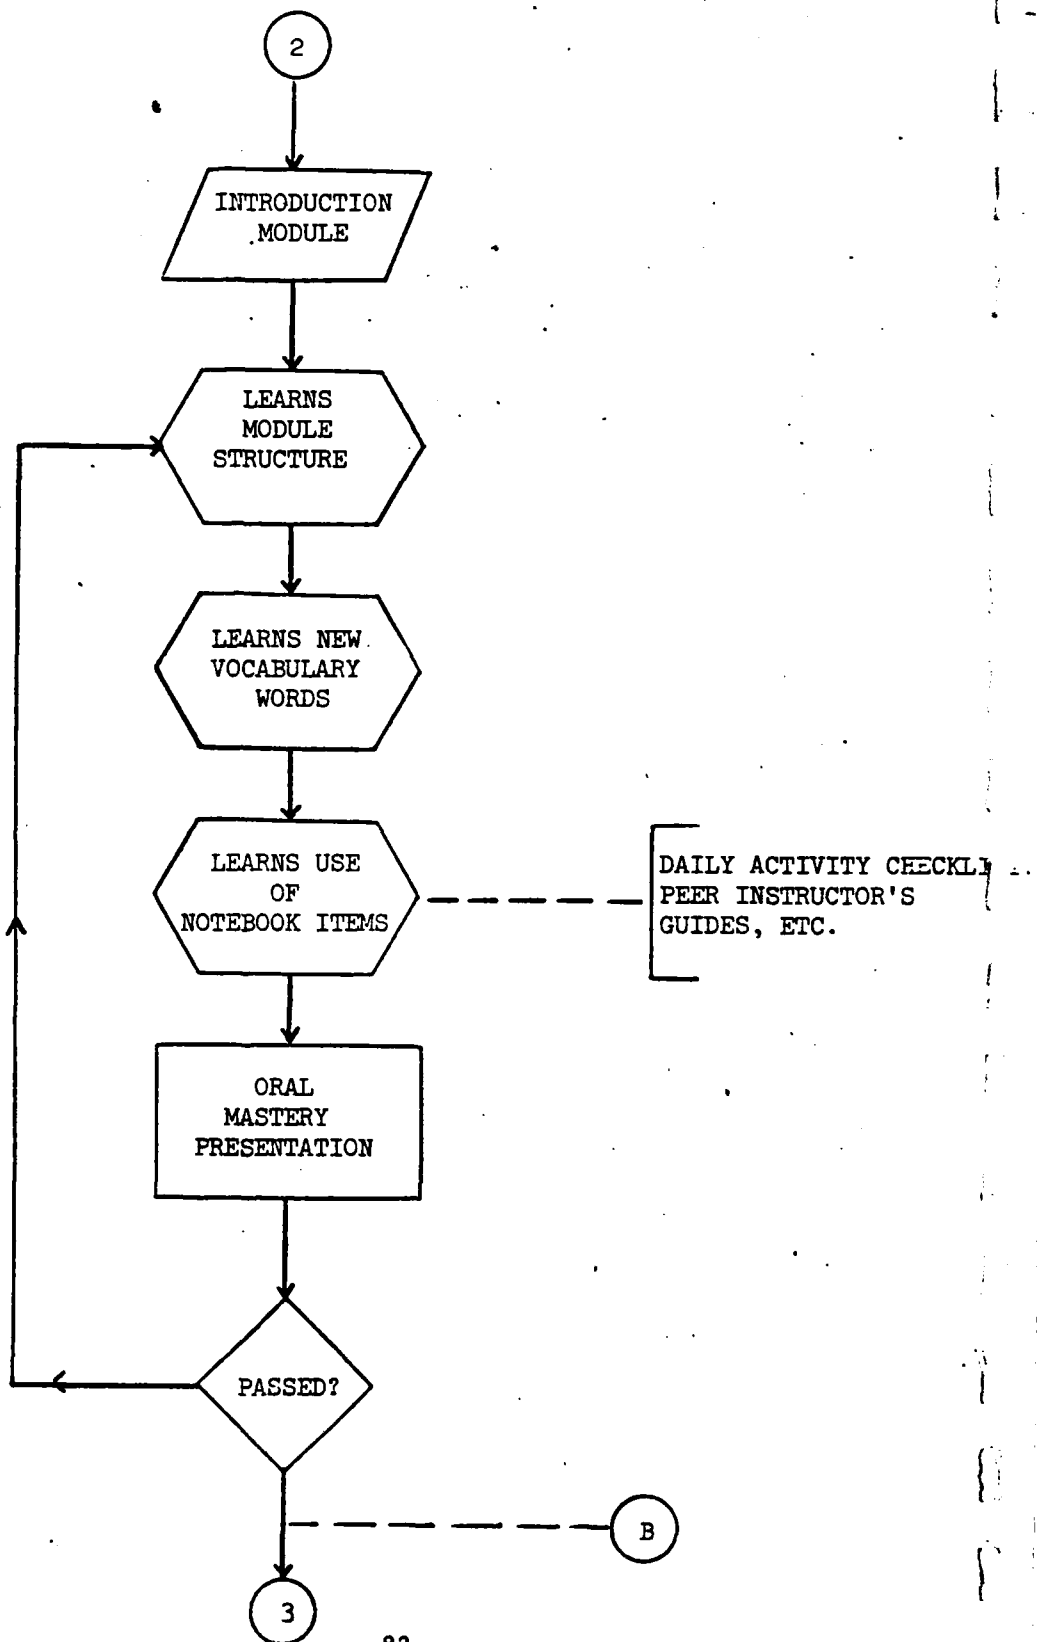 2
INTRODUCTION
MODULE
LEARNS
MODULE
STRUCTURE
LEARNS NEW
VOCABULARY
WORDS
LEARNS USE
OF
NOTEBOOK ITEMS
DAILY ACTIVITY
PEER INSTRUCTOR'S
GUIDES, ETC.
ORAL
MASTERY
PRESENTATION
PASSED?
B
3